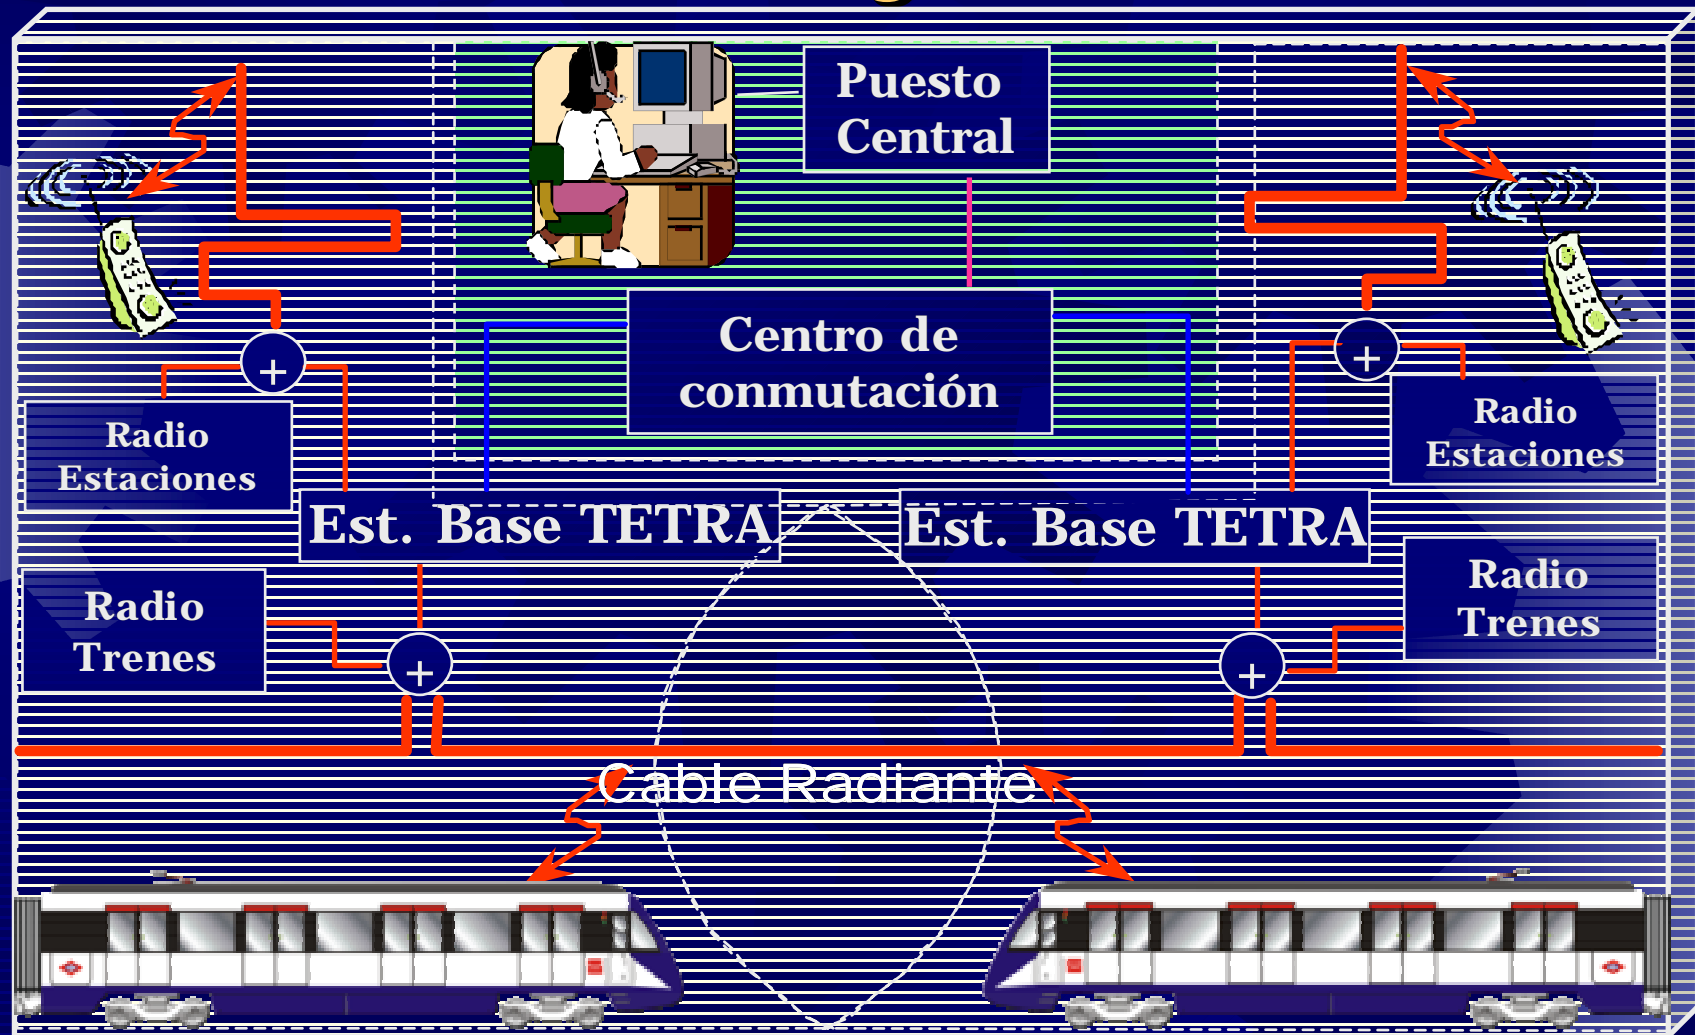 Puesto
Central
Centro de
conmutación
+
+
Radio
Estaciones
Radio
Estaciones
Est. Base TETRA
Est. Base TETRA
Radio
Trenes
Radio
Trenes
+
+
Cable Radiante